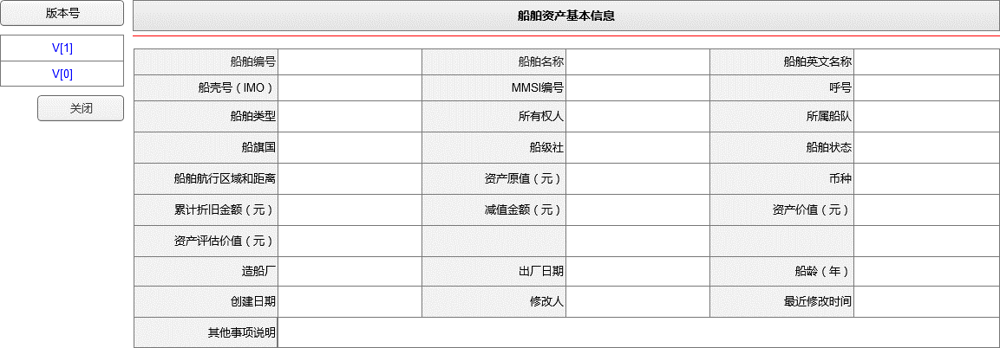 版本号
V[1]
V[0]
关闭
船舶资产基本信息
船舶编号 船舶名称 船舶英文名称
船壳号（IMO） MMSI编号 呼号
船舶类型 所有权人 所属船队
船旗国 船级社 船舶状态
船舶航行区域和距离 资产原值（元） 币种
累计折旧金额（元） 减值金额（元） 资产价值（元）
资产评估价值（元）
造船厂 出厂日期 船龄（年）
创建日期 修改人 最近修改时间
其他事项说明